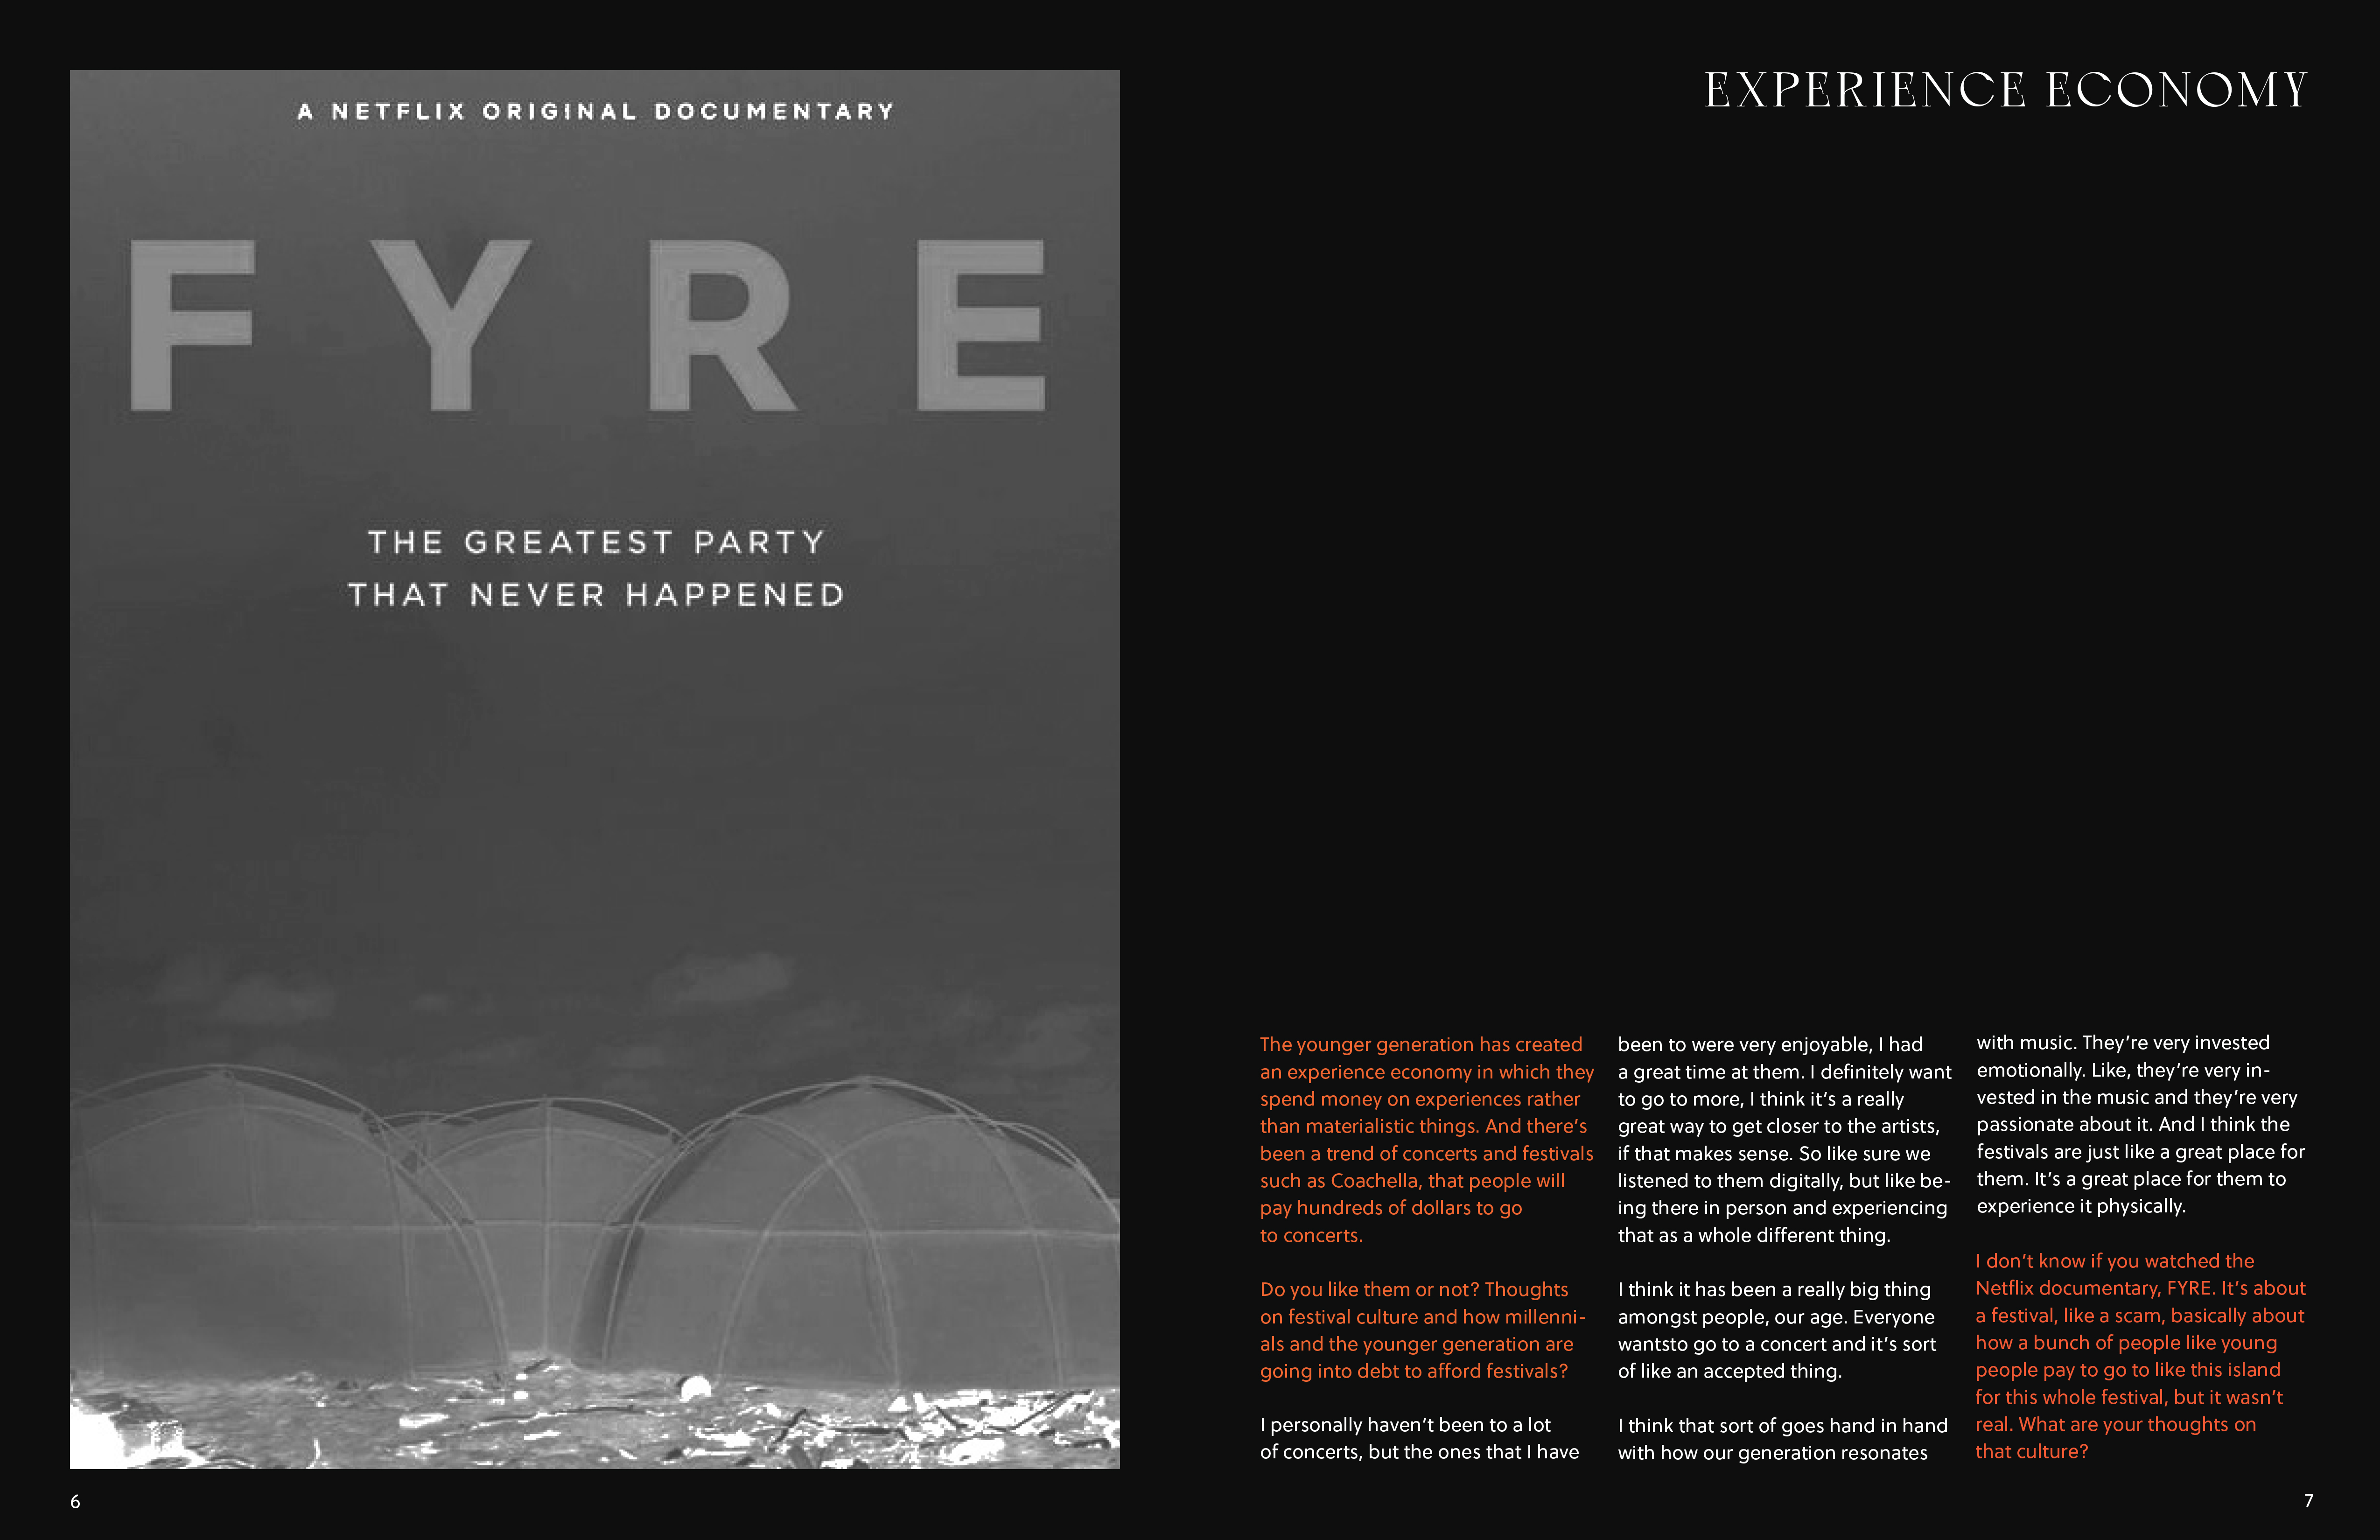 A NETFLIX ORIGINAL DOCUMENTARY
FYRE
THE GREATEST PARTY
THAT NEVER HAPPENED
6
EXPERIENCE ECONOMY
The younger generation has created
an experience economy in which they
spend money on experiences rather
than materialistic things. And there's
been a trend of concerts and festivals
such as Coachella, that people will
pay hundreds of dollars to go
to concerts.
Do you like them or not? Thoughts
on festival culture and how millenni-
als and the younger generation are
going into debt to afford festivals?
I personally haven't been to a lot
of concerts, but the ones that I have
been to were very enjoyable, I had
a great time at them. I definitely want
to go to more, I think it's a really
great way to get closer to the artists,
if that makes sense. So like sure we
listened to them digitally, but like be-
ing there in person and experiencing
that as a whole different thing.
I think it has been a really big thing
amongst people, our age. Everyone
wantsto go to a concert and it's sort
of like an accepted thing.
I think that sort of goes hand in hand
with how our generation resonates
with music. They're very invested
emotionally. Like, they're very in-
vested in the music and they're very
passionate about it. And I think the
festivals are just like a great place for
them. It's a great place for them to
experience it physically.
I don't know if you watched the
Netflix documentary, FYRE. It's about
a festival, like a scam, basically about
how a bunch of people like young
people pay to go to like this island
for this whole festival, but it wasn't
real. What are your thoughts on
that culture?
7